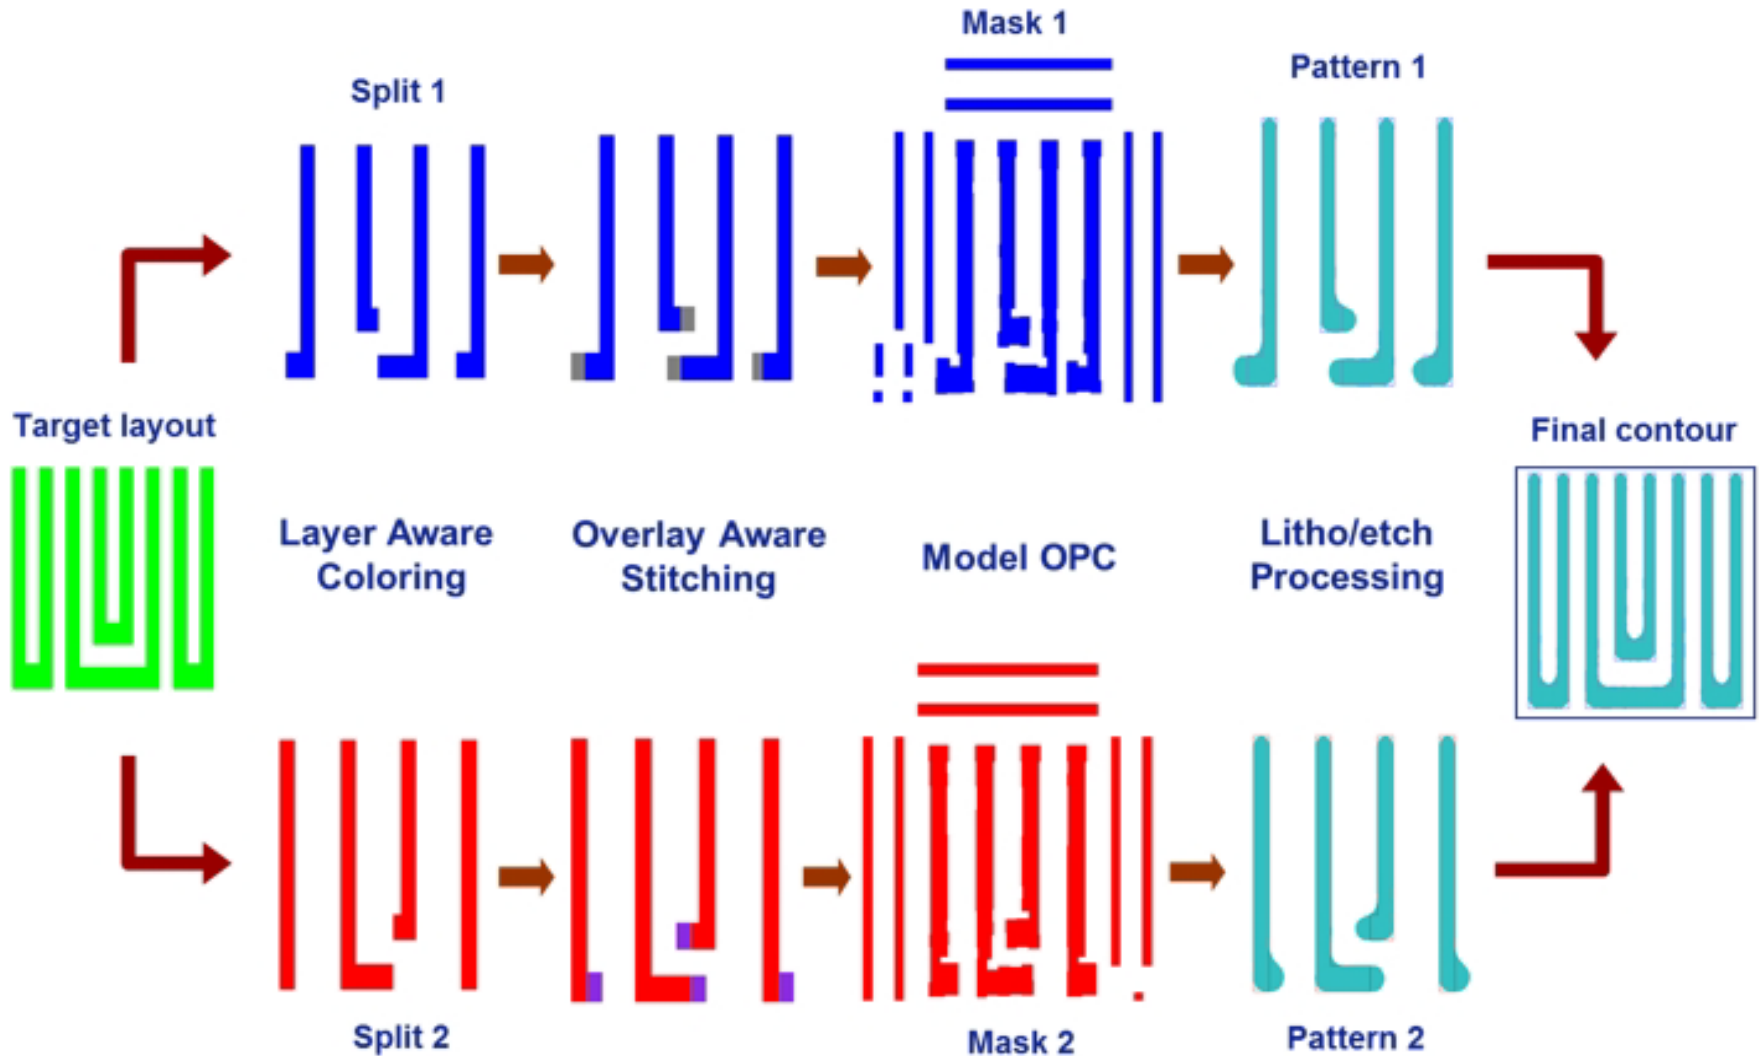 Mask 1
Split 1
Pattern 1
Target layout
Final contour
Layer Aware
Coloring
Overlay Aware
Stitching
Model OPC
Litho/etch
Processing
Split 2
Mask 2
Pattern 2